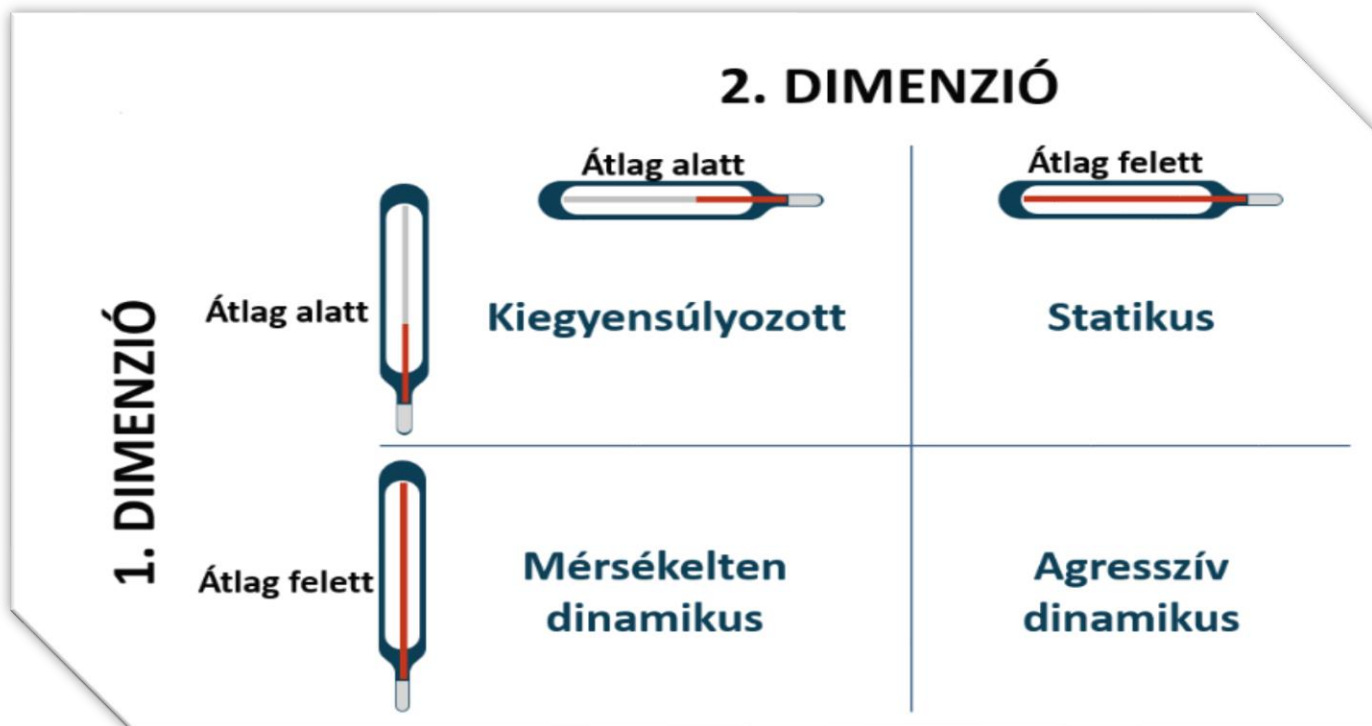 2. DIMENZIÓ
Átlag alatt
Átlag felett
1. DIMENZIÓ
Átlag alatt
Kiegyensúlyozott
Statikus
Átlag felett
Mérsékelten
dinamikus
Agresszív
dinamikus